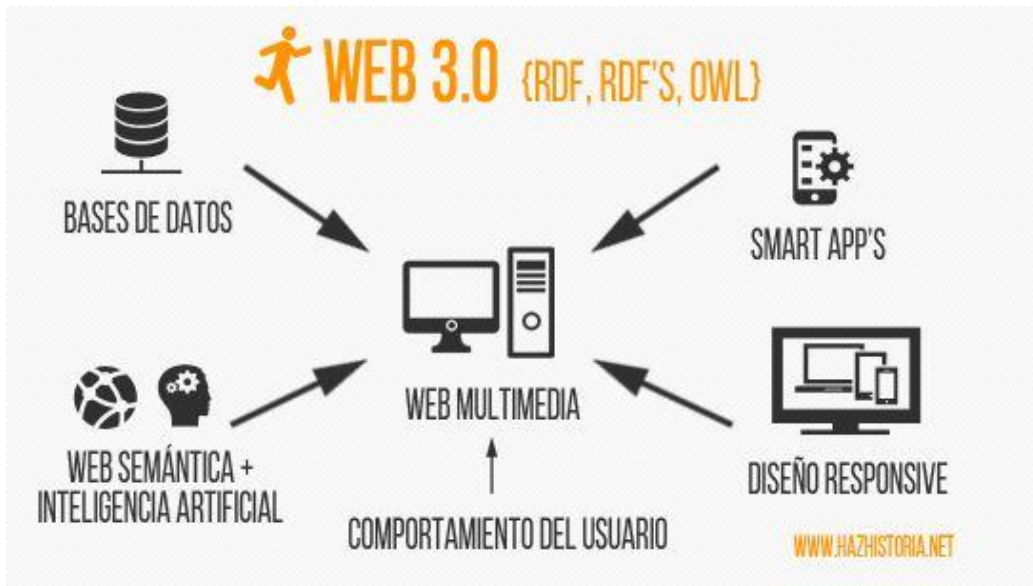 WEB 3.0 {RDF, RDF'S, OWL}
BASES DE DATOS
SMART APP'S
WEB MULTIMEDIA
WEB SEMÁNTICA +
INTELIGENCIA ARTIFICIAL
DISEÑO RESPONSIVE
COMPORTAMIENTO DEL USUARIO
WWW.HAZHISTORIA.NET